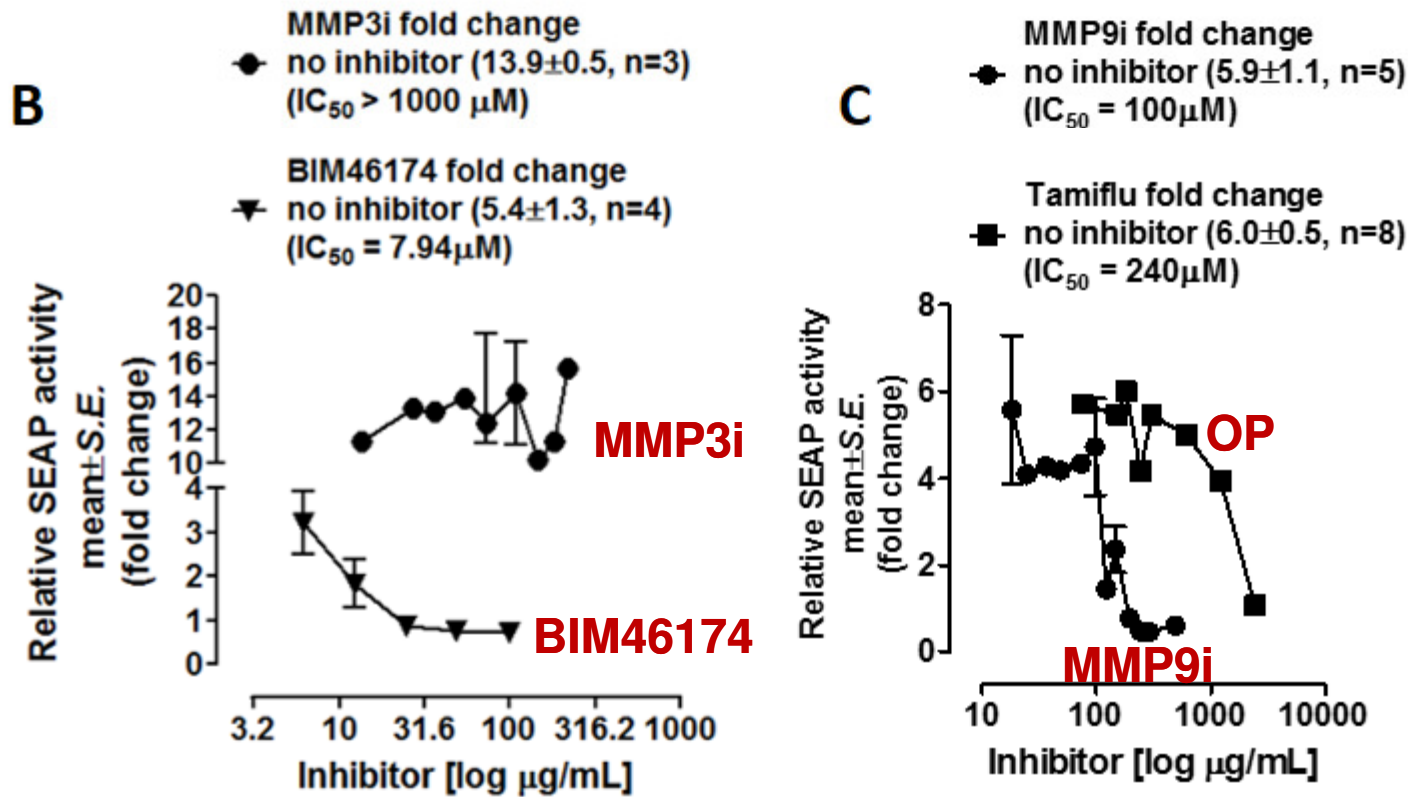 B
MMP3i fold change
no inhibitor (13.9±0.5, n=3)
(IC50 > 1000 μM)
BIM46174 fold change
no inhibitor (5.4±1.3, n=4)
(IC50 = 7.94μM)
Relative SEAP activity
mean±S.E.
(fold change)
20
18
16
14
12
10
4
3
2
1
0
MMP3i
BIM46174
3.2 10 31.6 100 316.2 1000
Inhibitor [log μg/mL]
C
MMP9i fold change
no inhibitor (5.9±1.1, n=5)
(IC50 = 100μM)
Tamiflu fold change
no inhibitor (6.0±0.5, n=8)
(IC50 = 240μM)
Relative SEAP activity
mean±S.E.
(fold change)
8
6
4
2
0
OP
MMP9i
10 100 1000 10000
Inhibitor [log μg/mL]